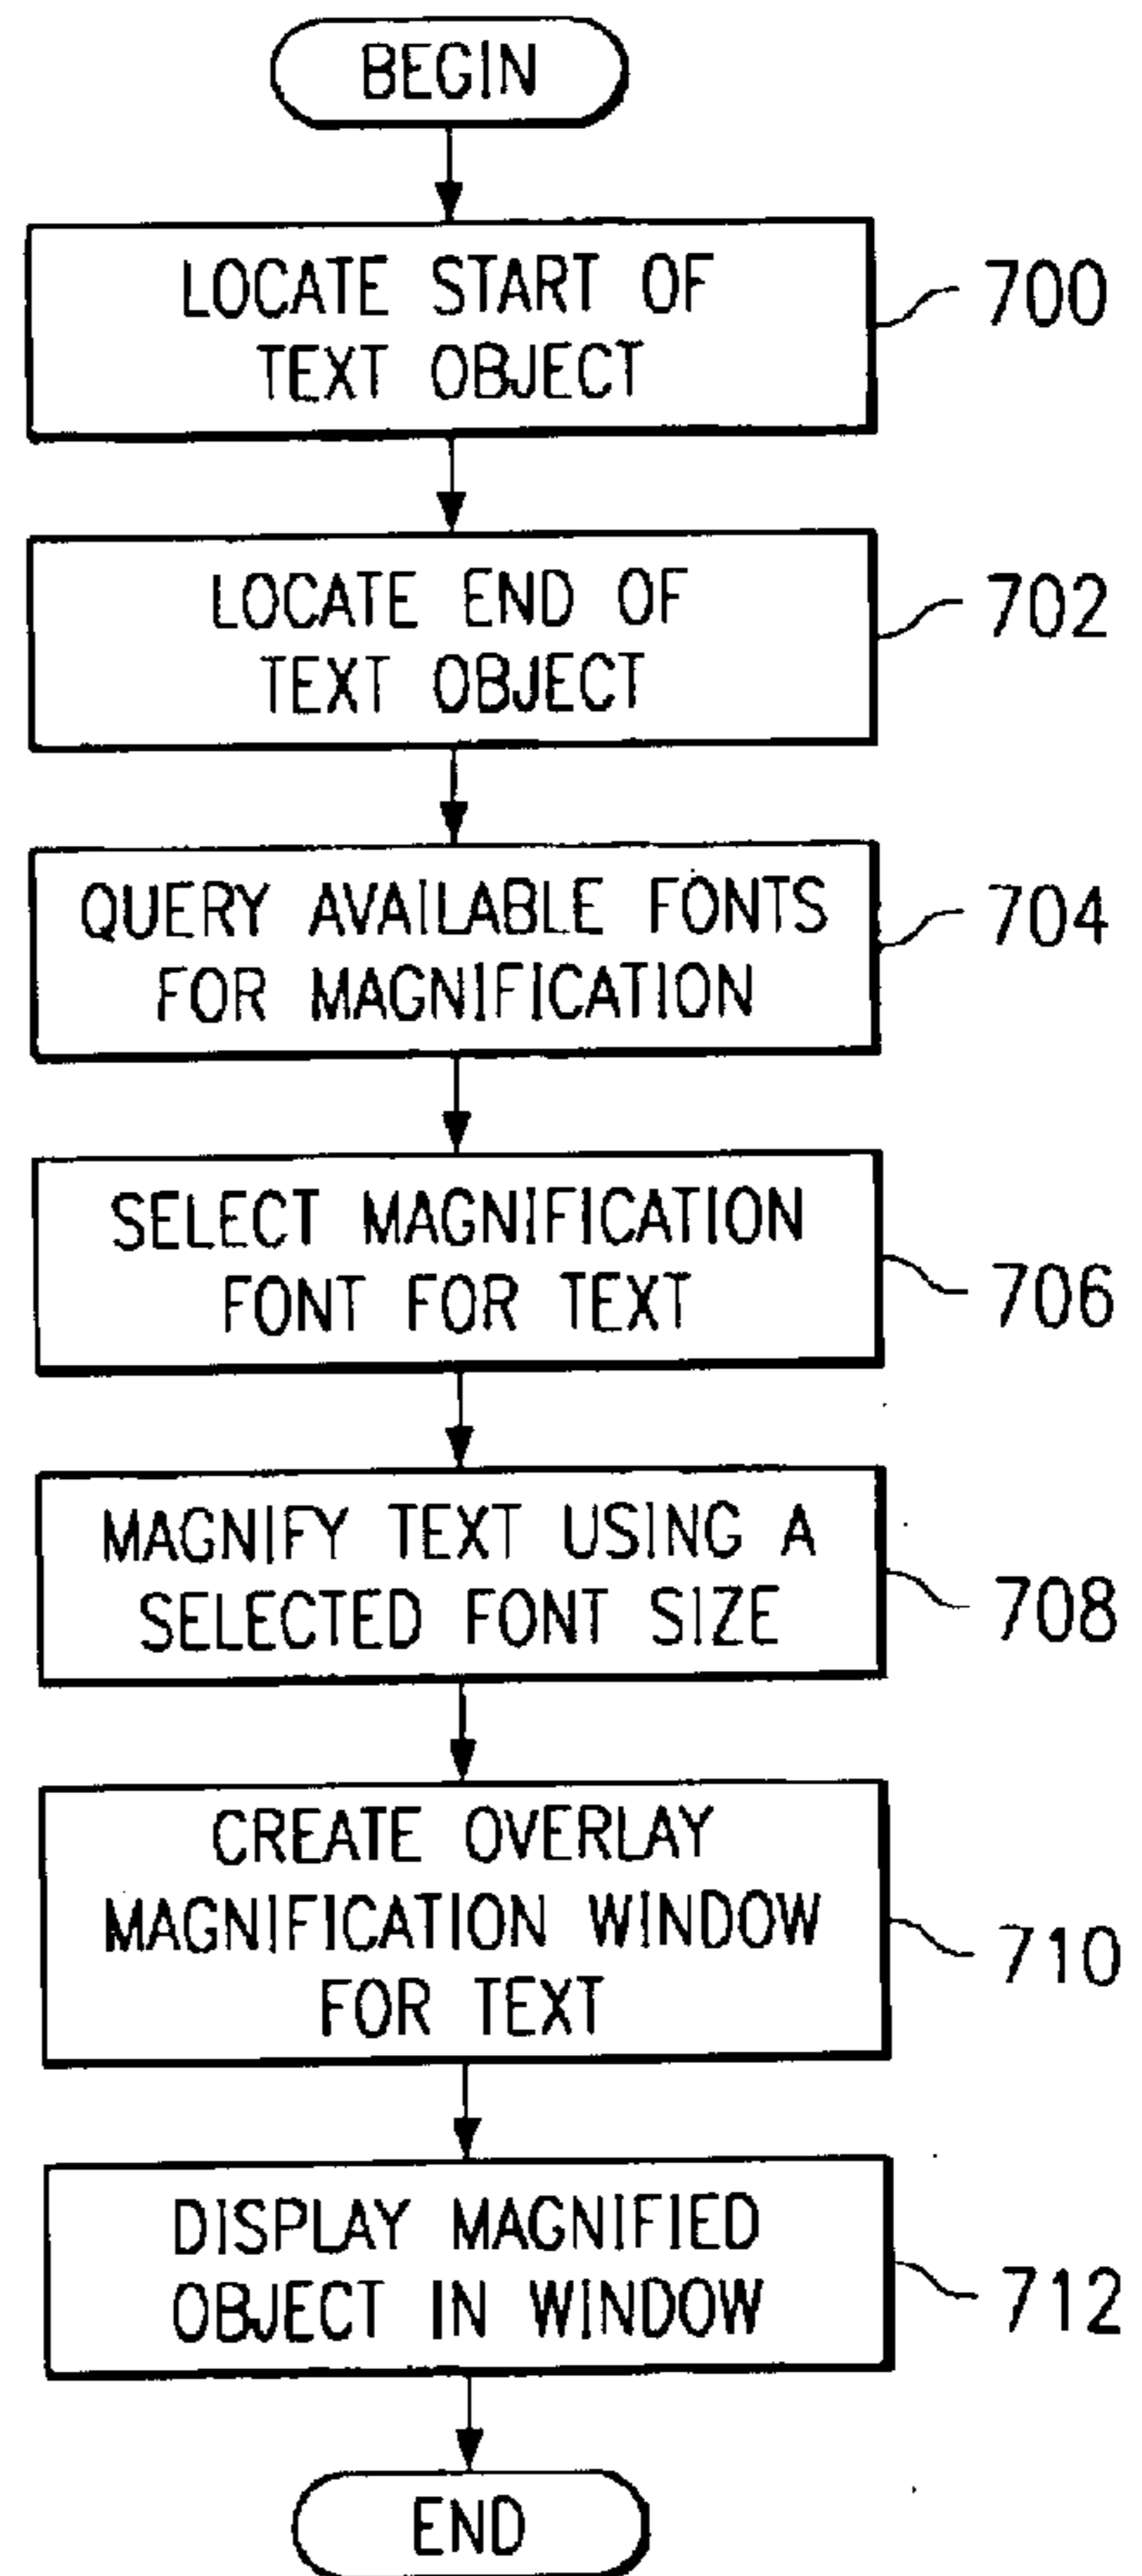 BEGIN
LOCATE START OF
TEXT OBJECT
700
LOCATE END OF
TEXT OBJECT
702
QUERY AVAILABLE FONTS
FOR MAGNIFICATION
704
SELECT MAGNIFICATION
FONT FOR TEXT
706
MAGNIFY TEXT USING A
SELECTED FONT SIZE
708
CREATE OVERLAY
MAGNIFICATION WINDOW
FOR TEXT
710
DISPLAY MAGNIFIED
OBJECT IN WINDOW
712
END